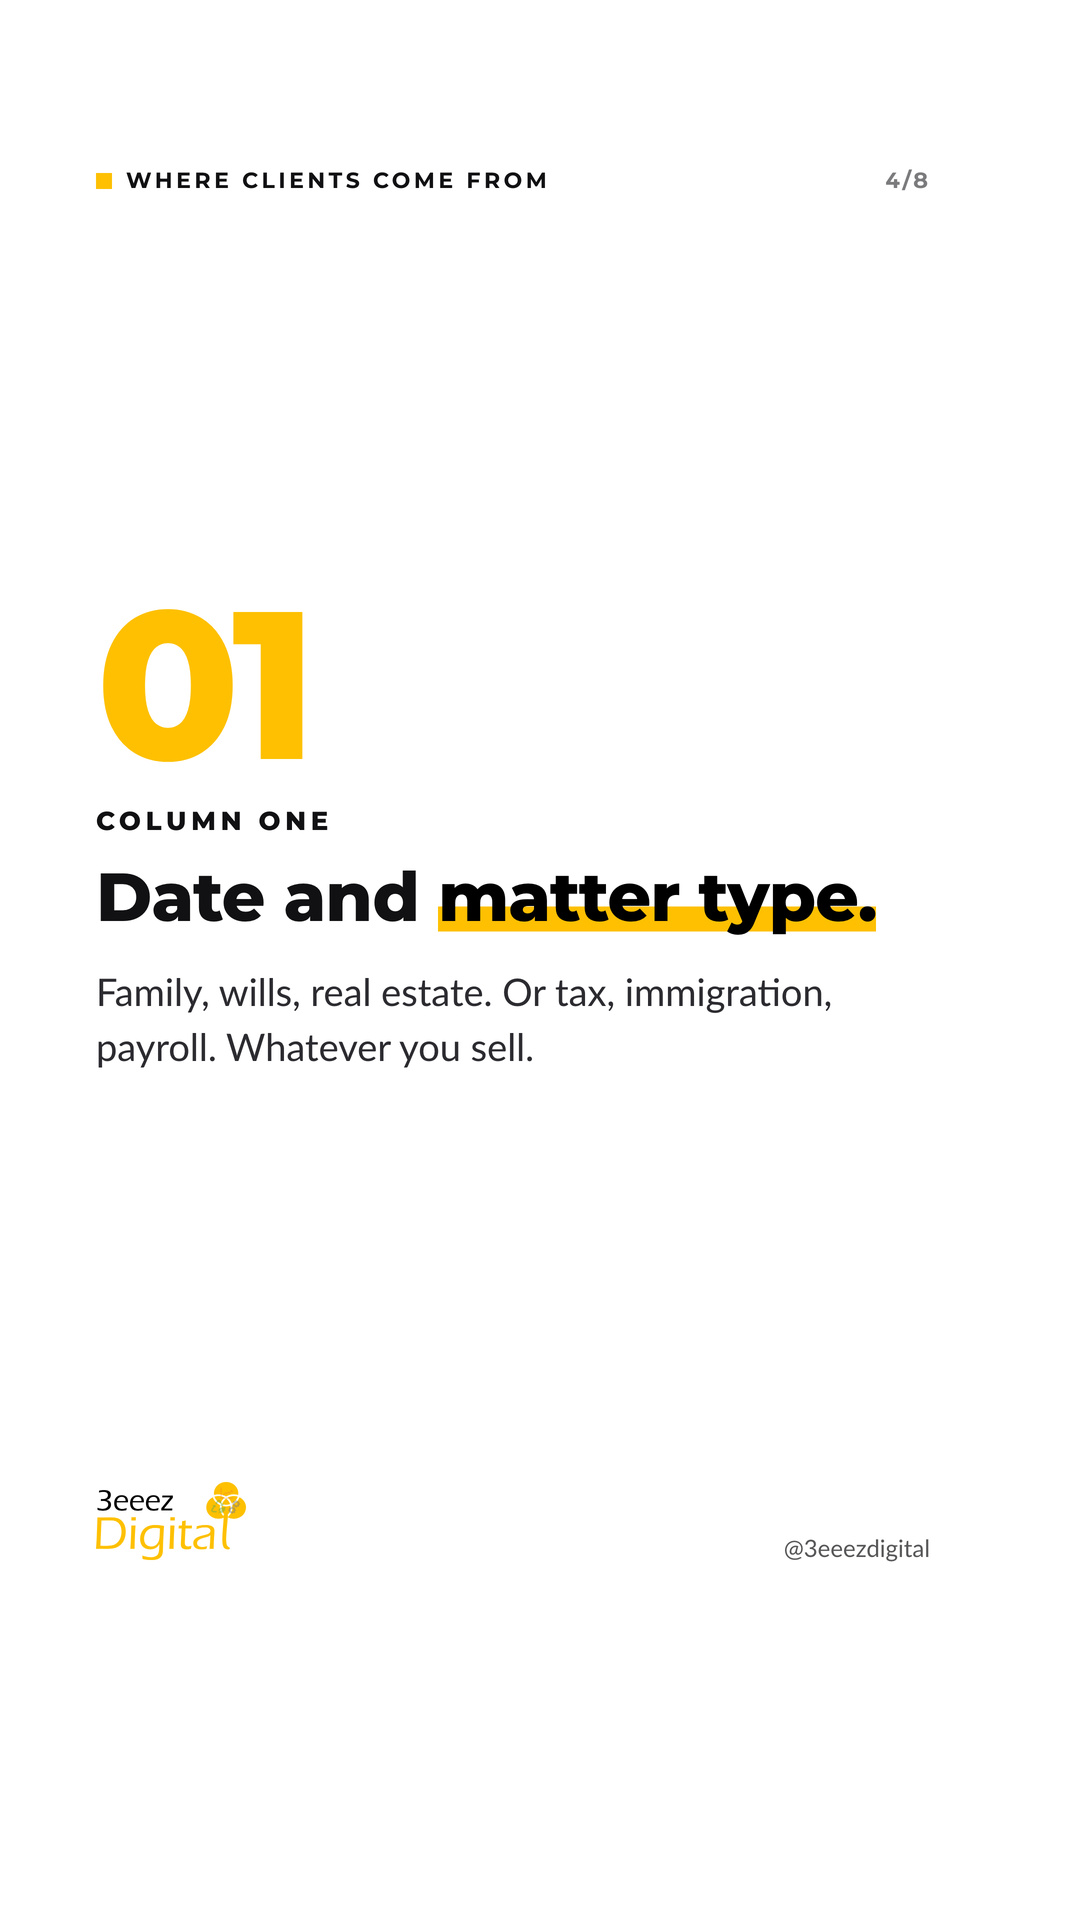 WHERE CLIENTS COME FROM
4/8
01
COLUMN ONE
Date and matter type.
Family, wills, real estate. Or tax, immigration,
payroll. Whatever you sell.
3eeez
Digital
@3eeezdigital